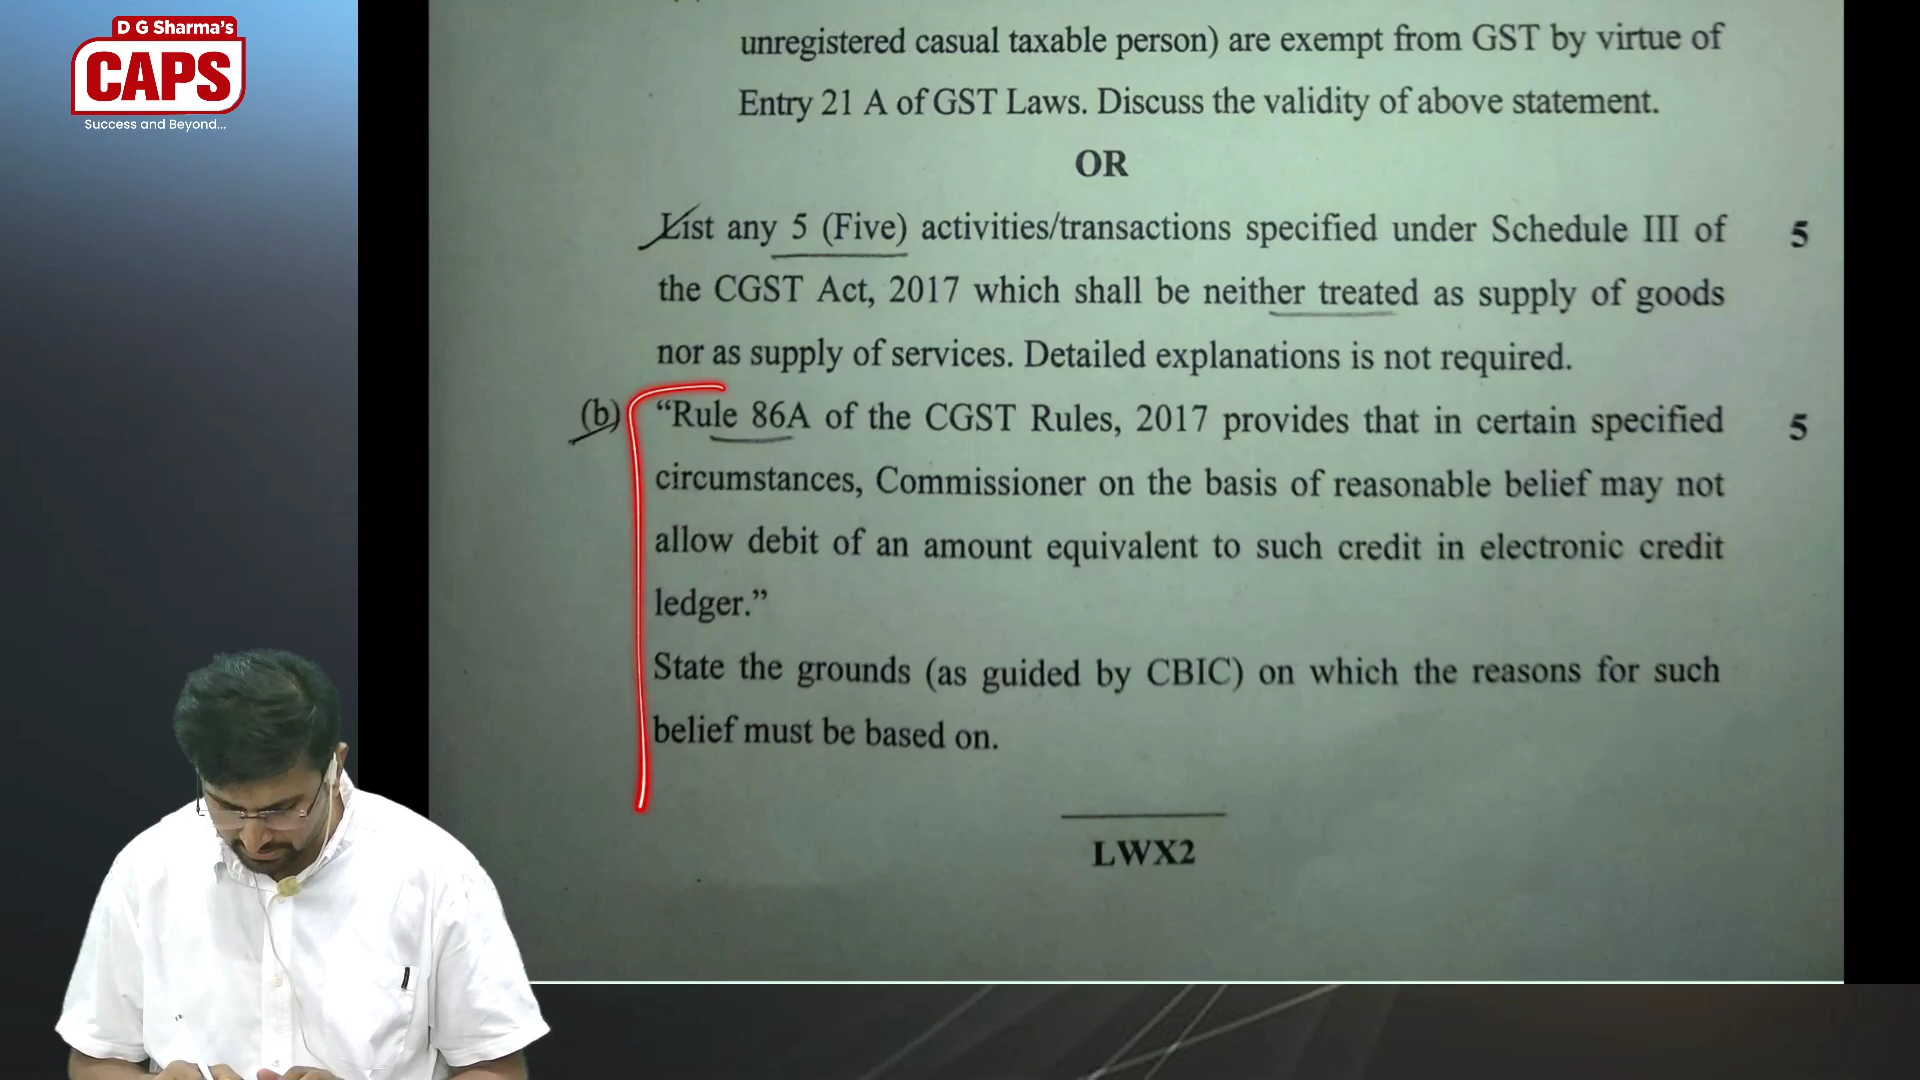 D G Sharma's
CAPS
Success and Beyond...
unregistered casual taxable person) are exempt from GST by virtue of
Entry 21 A of GST Laws. Discuss the validity of above statement.
OR
List any 5 (Five) activities/transactions specified under Schedule III of 5
the CGST Act, 2017 which shall be neither treated as supply of goods
nor as supply of services. Detailed explanations is not required.
(b) “Rule 86A of the CGST Rules, 2017 provides that in certain specified 5
circumstances, Commissioner on the basis of reasonable belief may not
allow debit of an amount equivalent to such credit in electronic credit
ledger.”
State the grounds (as guided by CBIC) on which the reasons for such
belief must be based on.
LWX2